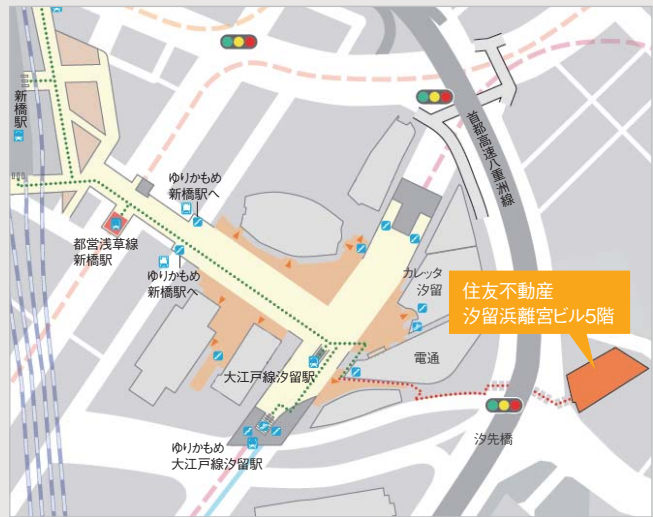 新橋駅
首都高速八重洲線
ゆりかもめ
新橋駅へ
都営浅草線
新橋駅
ゆりかもめ
新橋駅へ
カレッタ
汐留
住友不動産
汐留浜離宮ビル5階
電通
大江戸線汐留駅
汐先橋
ゆりかもめ
大江戸線汐留駅